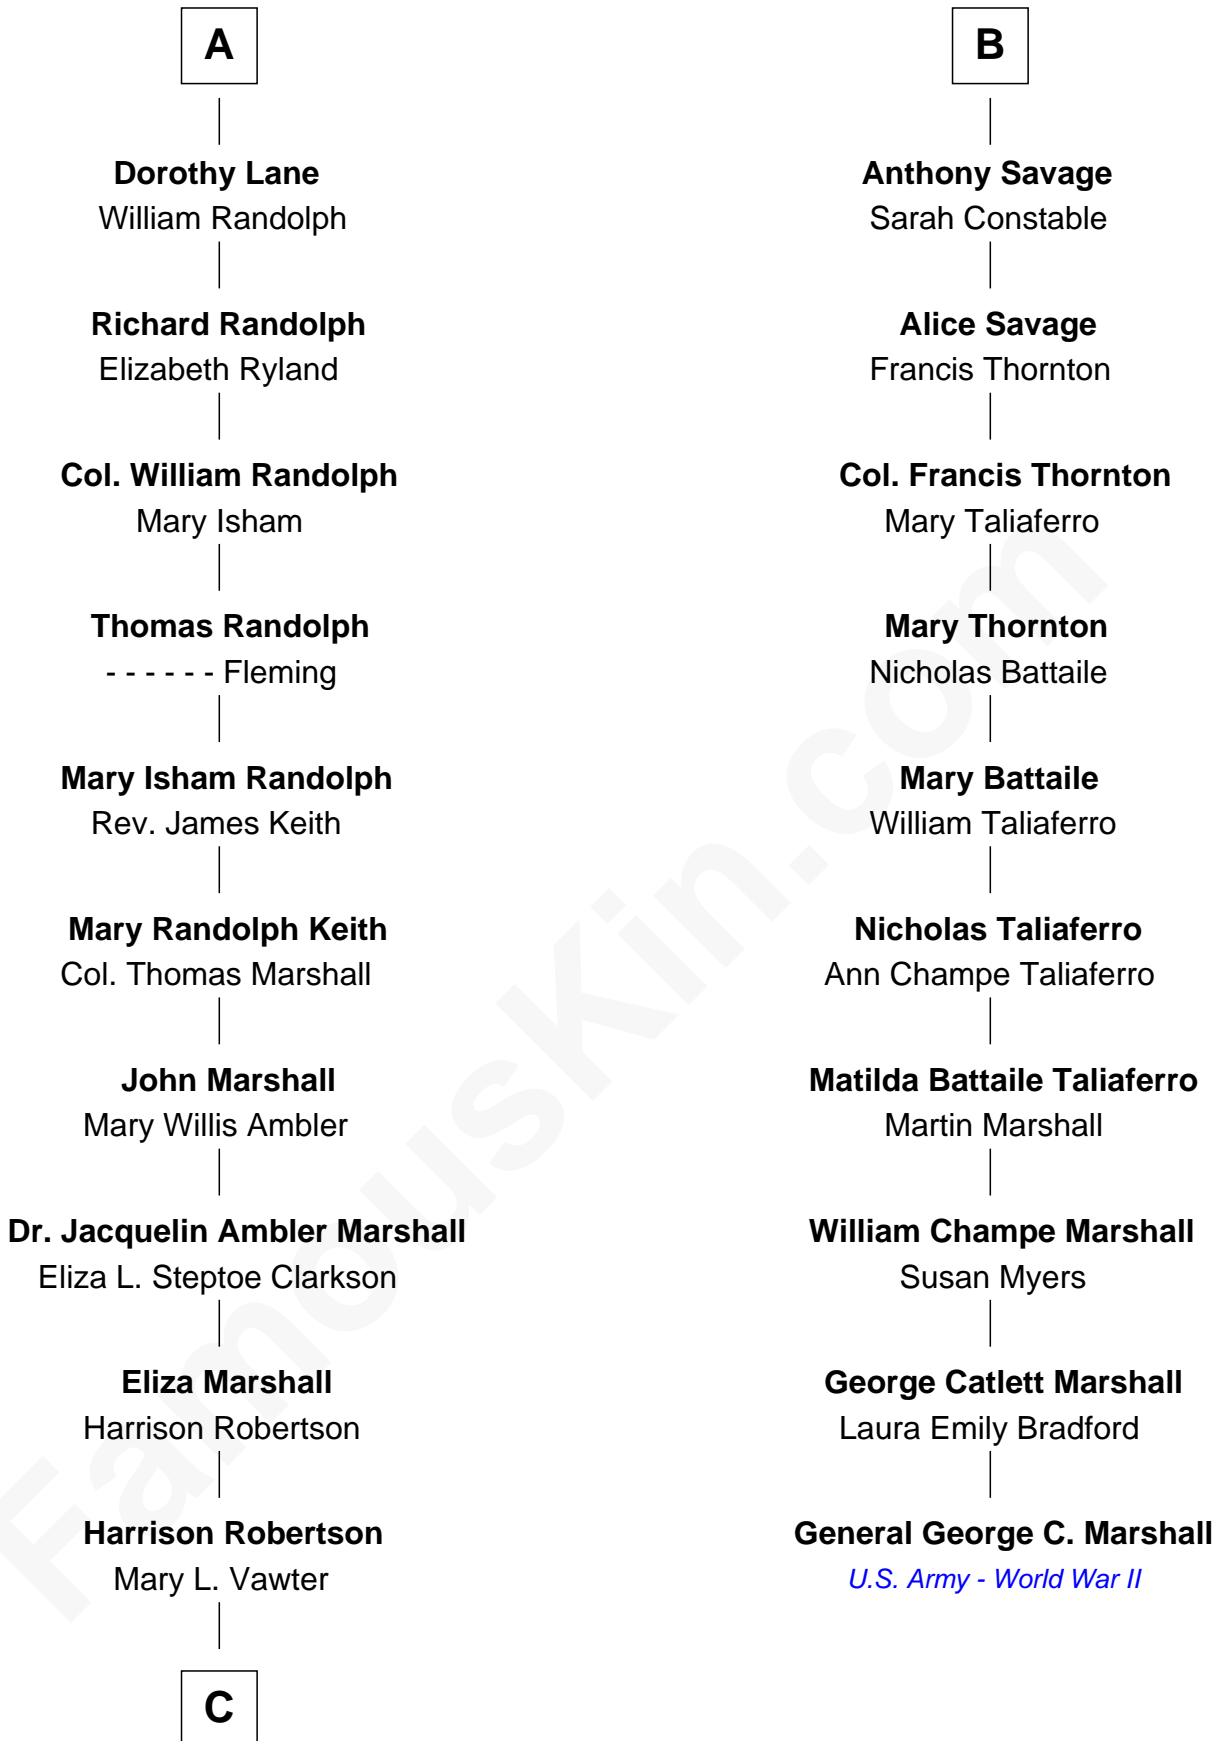 A
Dorothy Lane
William Randolph
Richard Randolph
Elizabeth Ryland
Col. William Randolph
Mary Isham
Thomas Randolph
- - - - - - Fleming
Mary Isham Randolph
Rev. James Keith
Mary Randolph Keith
Col. Thomas Marshall
John Marshall
Mary Willis Ambler
Dr. Jacquelin Ambler Marshall
Eliza L. Steptoe Clarkson
Eliza Marshall
Harrison Robertson
Harrison Robertson
Mary L. Vawter
C
B
Anthony Savage
Sarah Constable
Alice Savage
Francis Thornton
Col. Francis Thornton
Mary Taliaferro
Mary Thornton
Nicholas Battaile
Mary Battaile
William Taliaferro
Nicholas Taliaferro
Ann Champe Taliaferro
Matilda Battaile Taliaferro
Martin Marshall
William Champe Marshall
Susan Myers
George Catlett Marshall
Laura Emily Bradford
General George C. Marshall
U.S. Army - World War II
FamousKin.com